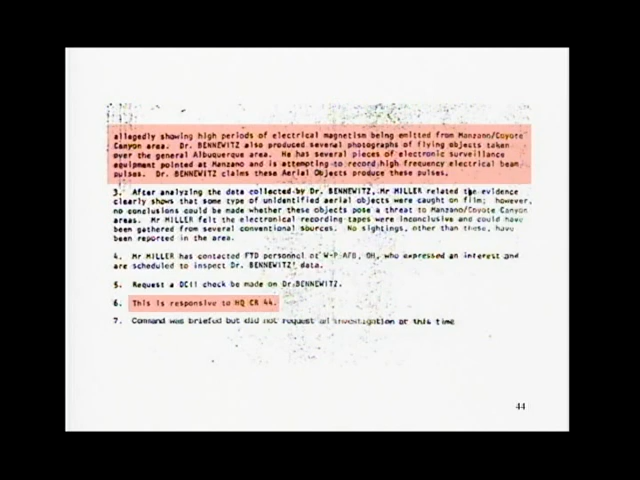 allegedly showing high periods of electrical magnetism being emitted from Manzano/Coyote
Canyon area. Dr. BENNEWITZ also produced several photographs of flying objects taken
over the general Albuquerque area. He has several pieces of electronic surveillance
equipment pointed at Manzano and is attempting to record high frequency electrical beam
pulses. Dr. BENNEWITZ claims these Aerial Objects produce these pulses.
3. After analyzing the data collected by Dr. BENNEWITZ, Mr MILLER related the evidence
clearly shows that some type of unidentified aerial objects were caught on film; however,
no conclusions could be made whether these objects pose a threat to Manzano/Coyote Canyon
areas. Mr MILLER felt the electronical recording tapes were inconclusive and could have
been gathered from several conventional sources. No sightings, other than these, have
been reported in the area.
4. Mr MILLER has contacted FTD personnel at W-P AFB, OH, who expressed an interest and
are scheduled to inspect Dr. BENNEWITZ' data.
5. Request a DCII check be made on Dr. BENNEWITZ.
6. This is responsive to HQ CR 44.
7. Command was briefed but did not request an investigation at this time
44